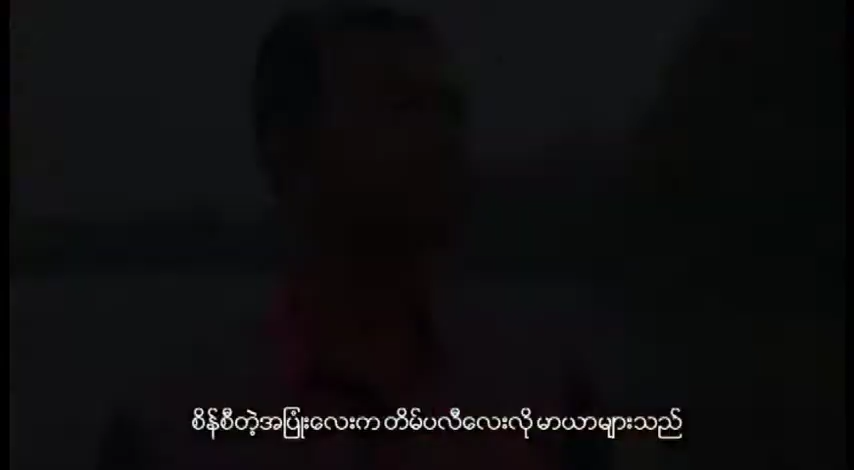 စိန်စီတဲ့အပြုံးလေးက တိမ်ပလီလေးလို မာယာများသည်